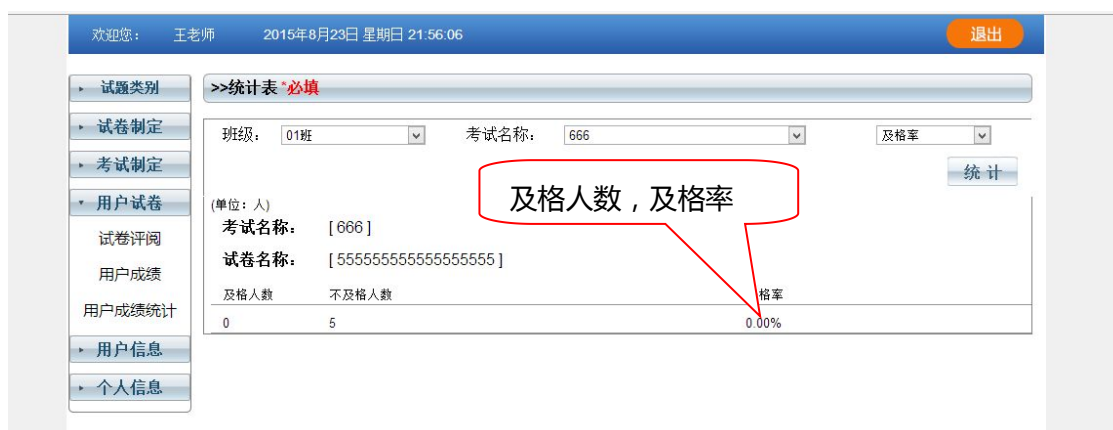 欢迎您： 王老师 2015年8月23日 星期日 21:56:06 退出
试题类别
>>统计表 *必填
试卷制定
班级： 01班 考试名称： 666 及格率
考试制定
统 计
用户试卷
及格人数，及格率
(单位：人)
考试名称： [ 666 ]
试卷评阅
试卷名称： [ 555555555555555555 ]
用户成绩
及格人数 不及格人数 格率
用户成绩统计
0 5 0.00%
用户信息
个人信息